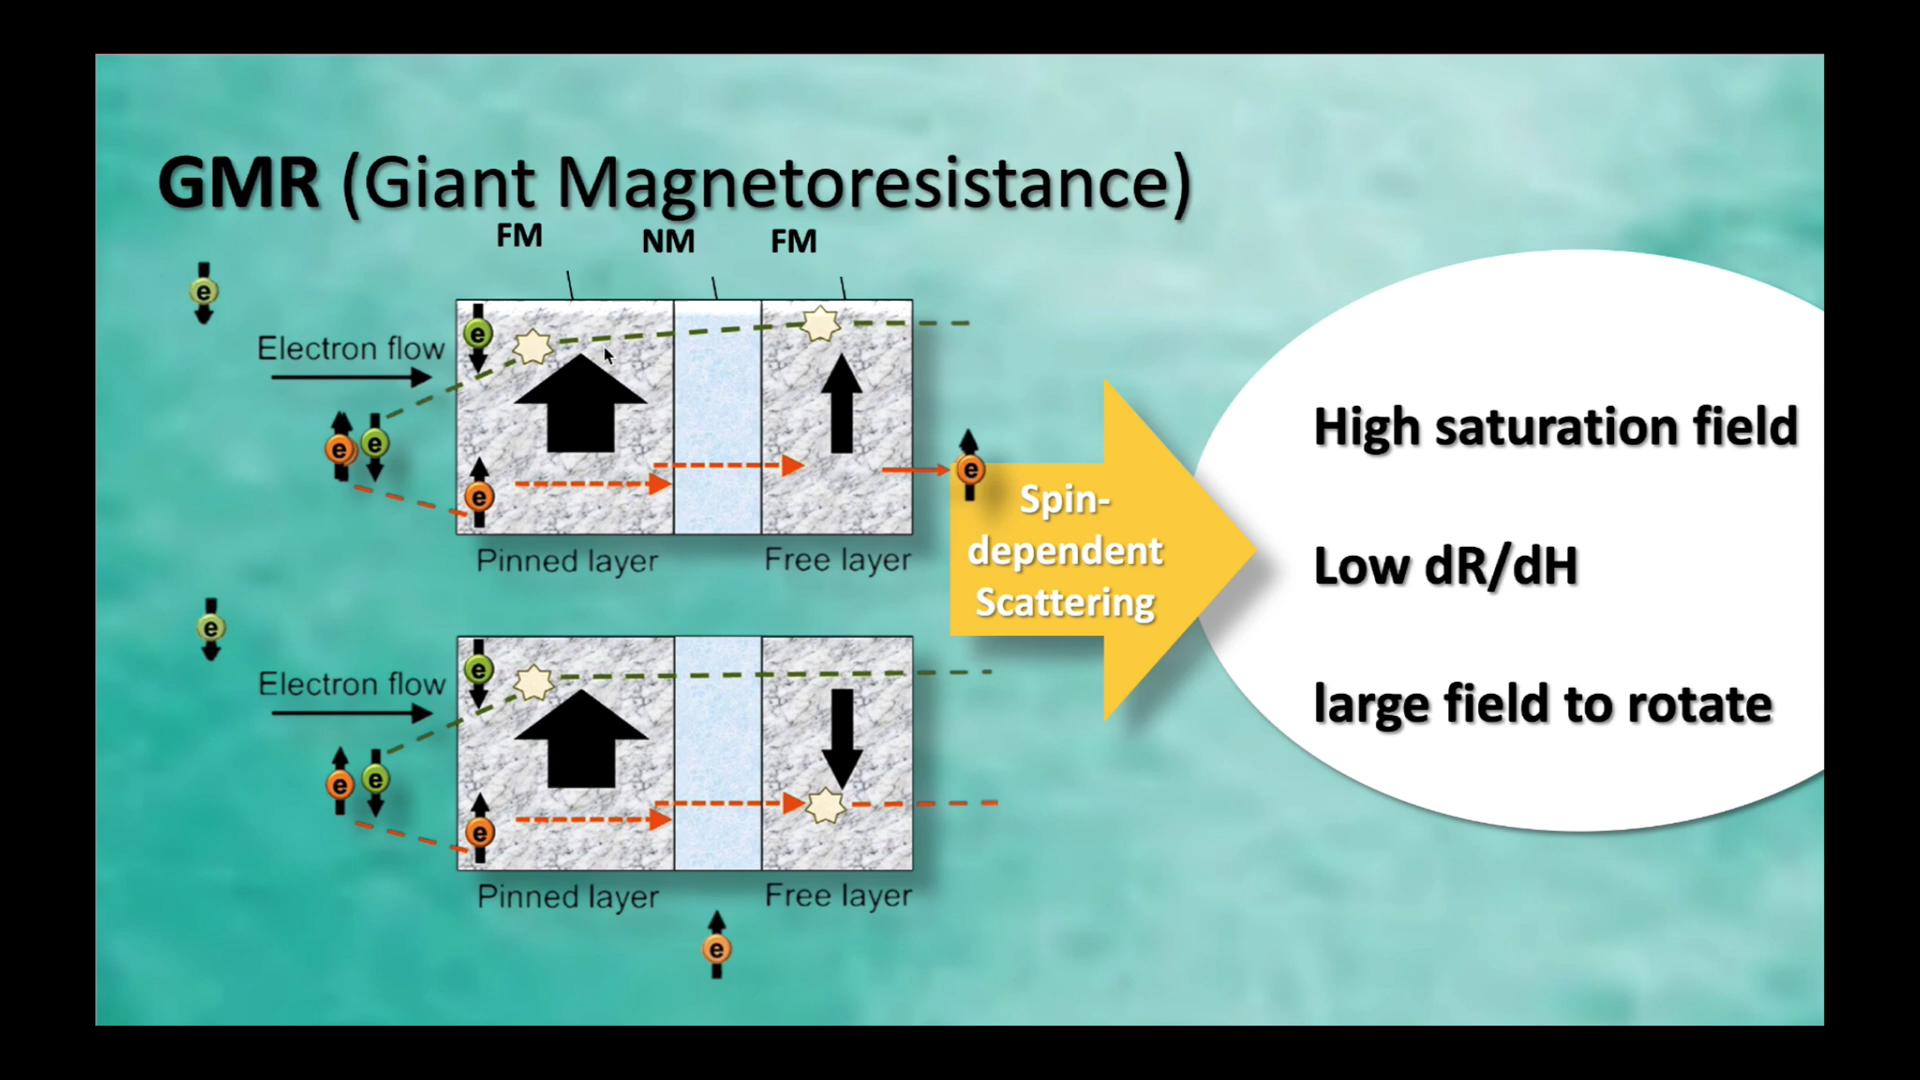 GMR (Giant Magnetoresistance)
FM
NM
FM
e
e
Electron flow
e
e
e
e
Pinned layer
Free layer
Spin-
dependent
Scattering
High saturation field
Low dR/dH
large field to rotate
e
e
Electron flow
e
e
e
Pinned layer
Free layer
e